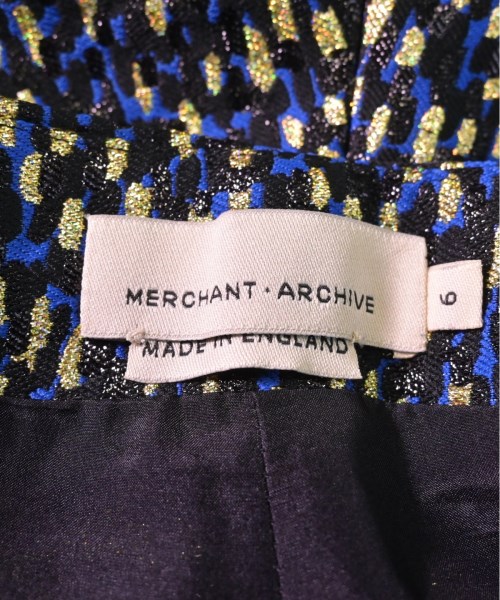 MERCHANT · ARCHIVE
MADE IN ENGLAND
6